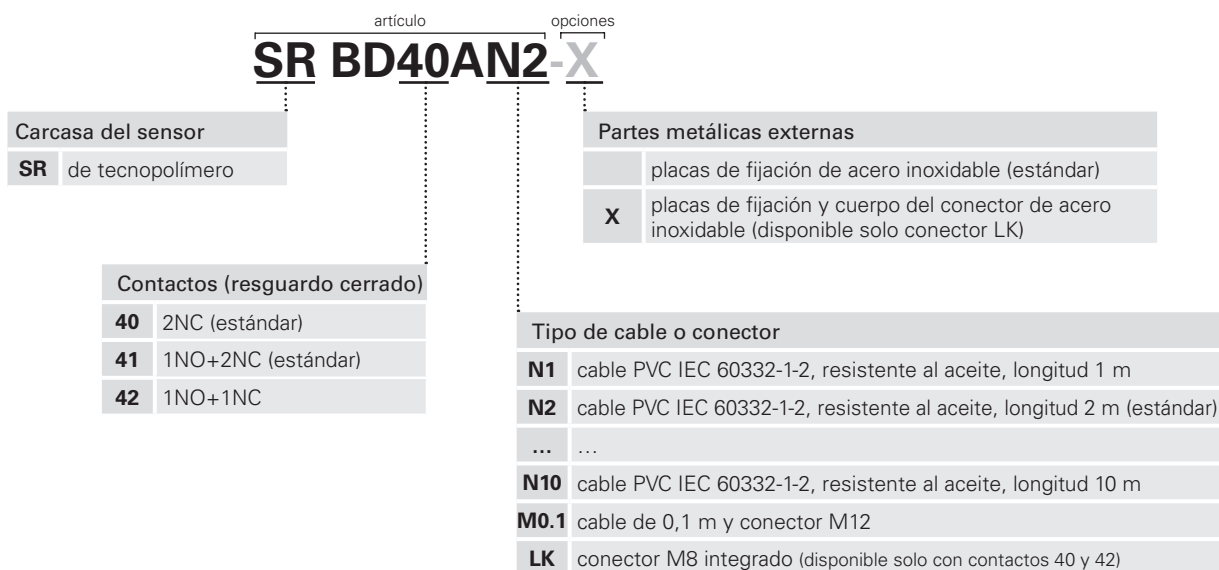 artículo
opciones
SR BD40AN2-X
Carcasa del sensor
SR de tecnopolímero
Partes metálicas externas
placas de fijación de acero inoxidable (estándar)
X placas de fijación y cuerpo del conector de acero
inoxidable (disponible solo conector LK)
Contactos (resguardo cerrado)
40 2NC (estándar)
41 1NO+2NC (estándar)
42 1NO+1NC
Tipo de cable o conector
N1 cable PVC IEC 60332-1-2, resistente al aceite, longitud 1 m
N2 cable PVC IEC 60332-1-2, resistente al aceite, longitud 2 m (estándar)
... …
N10 cable PVC IEC 60332-1-2, resistente al aceite, longitud 10 m
M0.1 cable de 0,1 m y conector M12
LK conector M8 integrado (disponible solo con contactos 40 y 42)